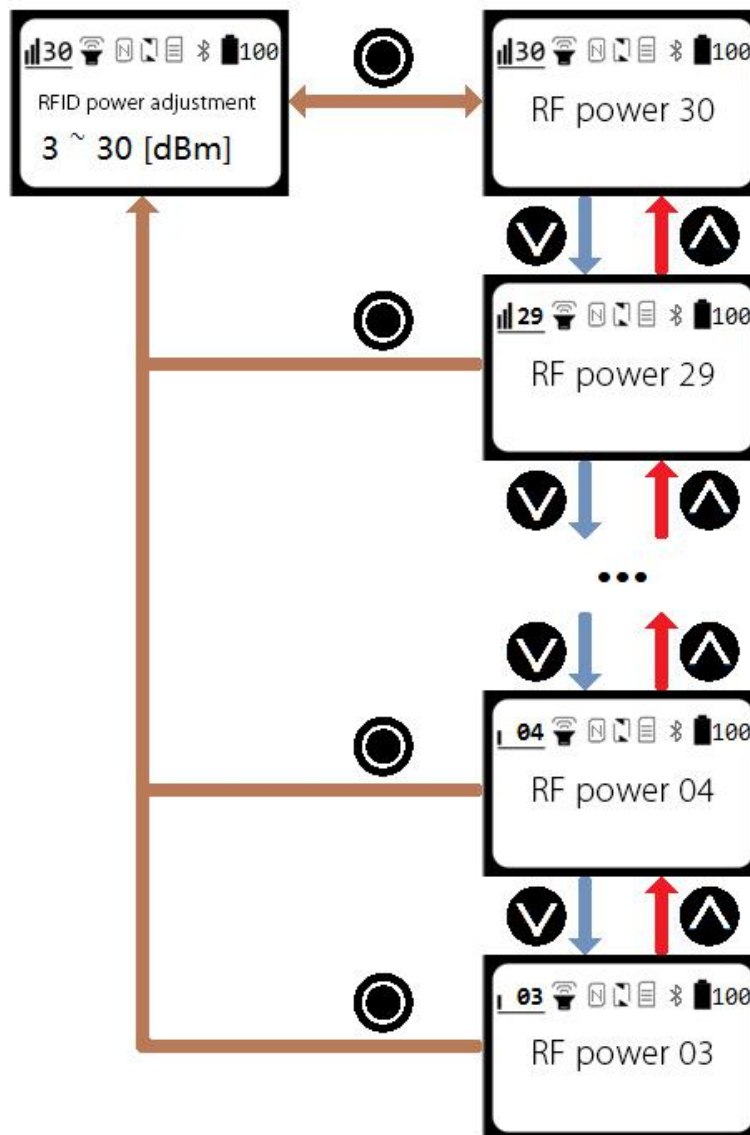 30 N 100
RFID power adjustment
3 ~ 30 [dBm]
30 N 100
RF power 30
29 N 100
RF power 29
...
04 N 100
RF power 04
03 N 100
RF power 03